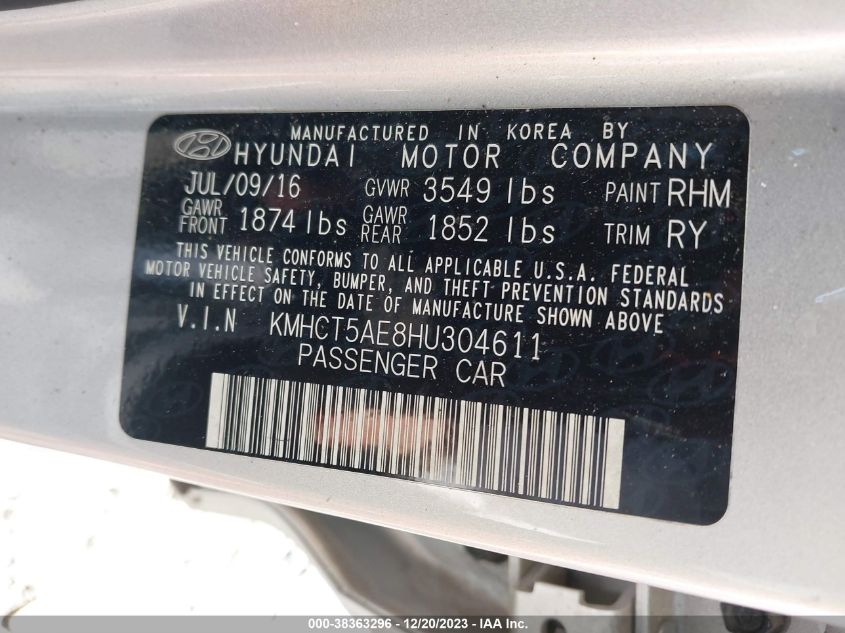 MANUFACTURED IN KOREA BY
HYUNDAI MOTOR COMPANY
JUL/09/16 GVWR 3549 lbs PAINT RHM
GAWR FRONT 1874 lbs GAWR REAR 1852 lbs TRIM RY
THIS VEHICLE CONFORMS TO ALL APPLICABLE U.S.A. FEDERAL
MOTOR VEHICLE SAFETY, BUMPER, AND THEFT PREVENTION STANDARDS
IN EFFECT ON THE DATE OF MANUFACTURE SHOWN ABOVE
V.I.N KMHCT5AE8HU304611
PASSENGER CAR
000-38363296 - 12/20/2023 - IAA Inc.